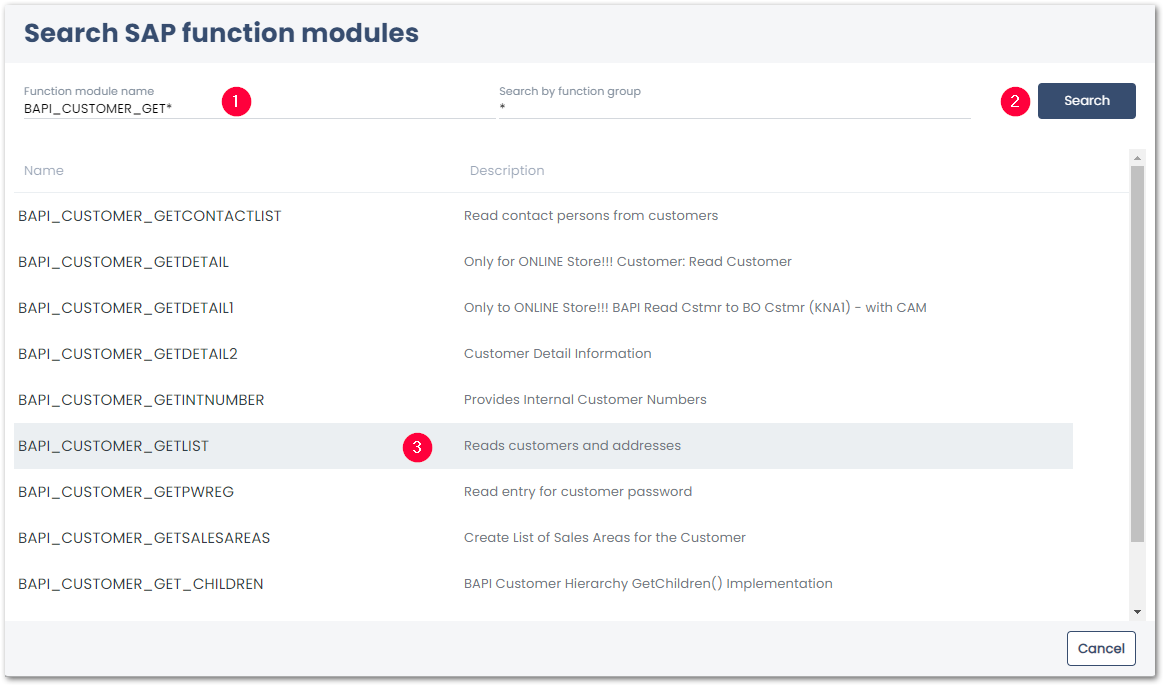 Search SAP function modules
Function module name
Search by function group
BAPI_CUSTOMER_GET*
1
*
2
Search
Name Description
BAPI_CUSTOMER_GETCONTACTLIST Read contact persons from customers
BAPI_CUSTOMER_GETDETAIL Only for ONLINE Store!!! Customer: Read Customer
BAPI_CUSTOMER_GETDETAIL1 Only to ONLINE Store!!! BAPI Read Cstmr to BO Cstmr (KNA1) - with CAM
BAPI_CUSTOMER_GETDETAIL2 Customer Detail Information
BAPI_CUSTOMER_GETINTNUMBER Provides Internal Customer Numbers
BAPI_CUSTOMER_GETLIST 3 Reads customers and addresses
BAPI_CUSTOMER_GETPWREG Read entry for customer password
BAPI_CUSTOMER_GETSALESAREAS Create List of Sales Areas for the Customer
BAPI_CUSTOMER_GET_CHILDREN BAPI Customer Hierarchy GetChildren() Implementation
Cancel